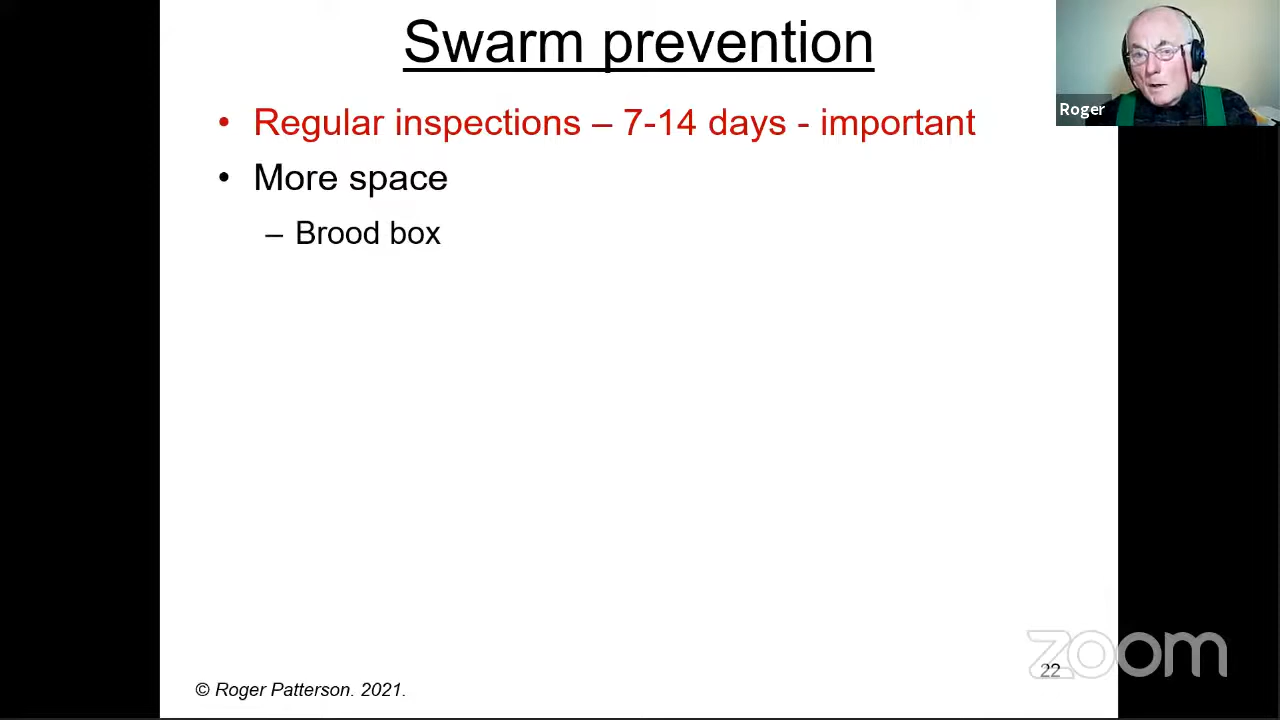 Swarm prevention
• Regular inspections – 7-14 days - important
• More space
– Brood box
Roger
© Roger Patterson. 2021.
22
zoom